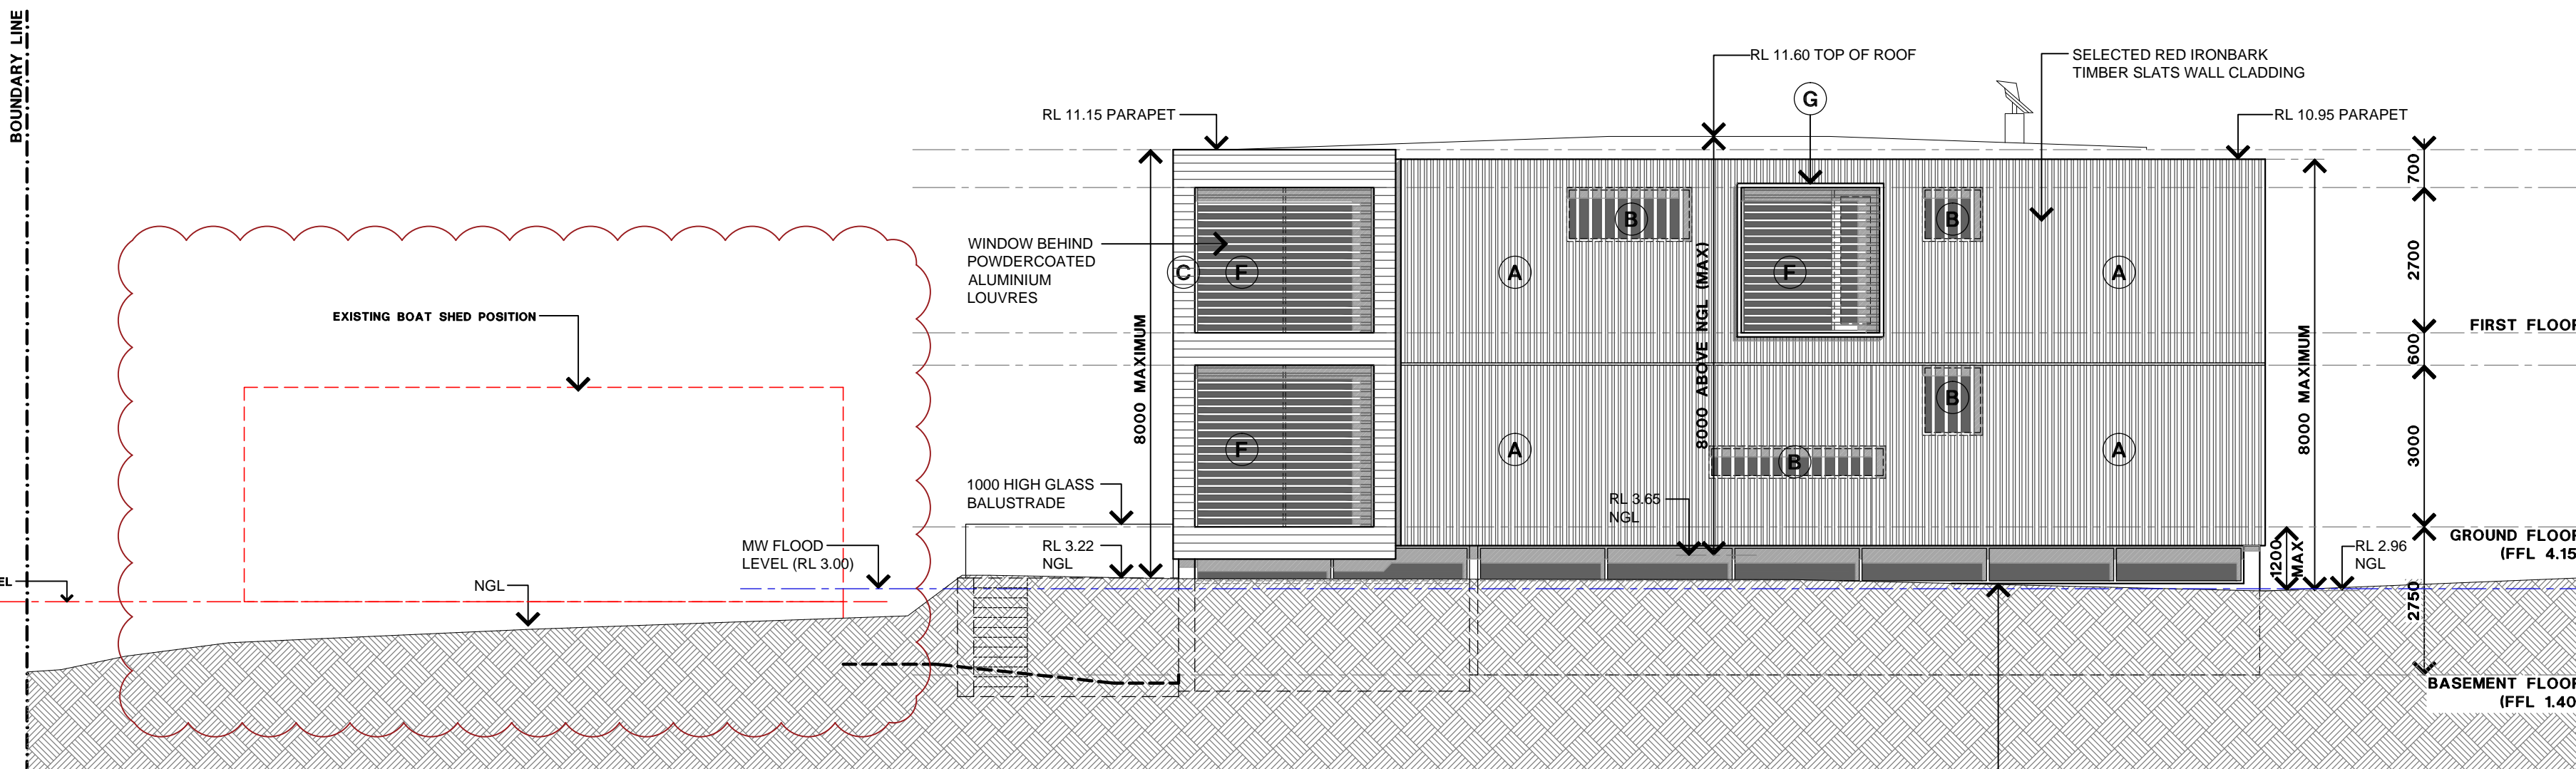 BOUNDARY LINE
RL 11.60 TOP OF ROOF
SELECTED RED IRONBARK
TIMBER SLATS WALL CLADDING
G
RL 11.15 PARAPET
RL 10.95 PARAPET
700
B
B
WINDOW BEHIND
POWDERCOATED
ALUMINIUM
LOUVRES
C
F
A
F
A
2700
EXISTING BOAT SHED POSITION
FIRST FLOOR
8000 MAXIMUM
8000 ABOVE NGL (MAX)
8000 MAXIMUM
600
B
F
A
B
A
3000
1000 HIGH GLASS
BALUSTRADE
RL 3.65
NGL
MW FLOOD
LEVEL (RL 3.00)
RL 3.22
NGL
1200
MAX
RL 2.96
NGL
GROUND FLOOR
(FFL 4.15
EL
NGL
2750
BASEMENT FLOOR
(FFL 1.40